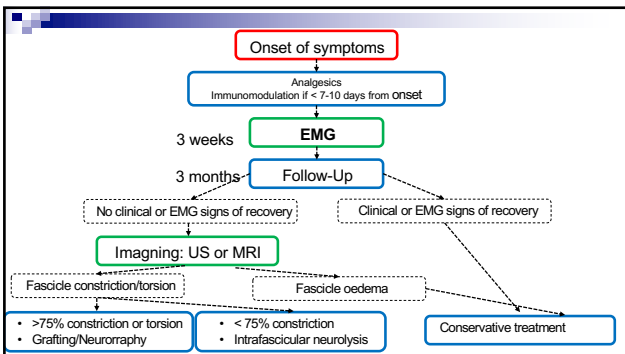 Onset of symptoms
Analgesics
Immunomodulation if < 7-10 days from onset
3 weeks
EMG
3 months
Follow-Up
No clinical or EMG signs of recovery
Clinical or EMG signs of recovery
Imagning: US or MRI
Fascicle constriction/torsion
Fascicle oedema
• >75% constriction or torsion
• Grafting/Neurorraphy
• < 75% constriction
• Intrafascicular neurolysis
Conservative treatment